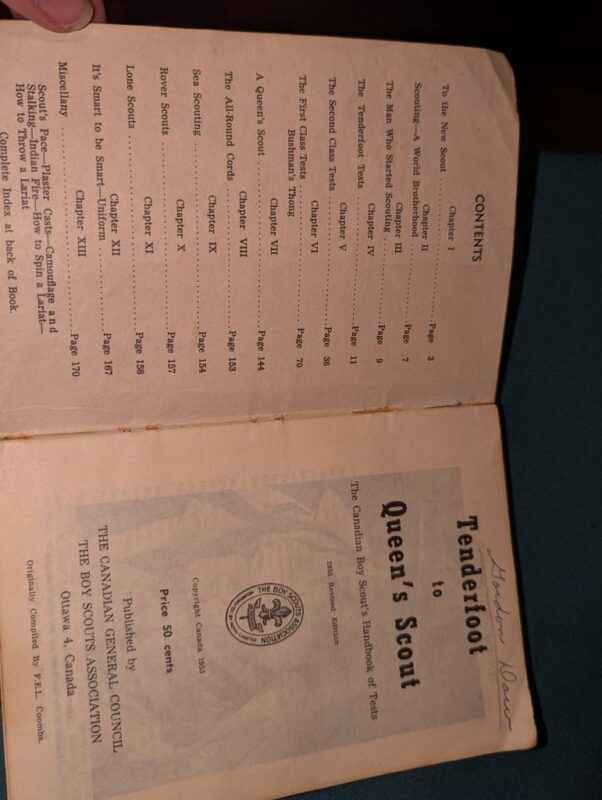 CONTENTS
Chapter I
To the New Scout ........ Page 3
Chapter II
Scouting—A World Brotherhood ........ Page 7
Chapter III
The Man Who Started Scouting ........ Page 9
Chapter IV
The Tenderfoot Tests ........ Page 11
Chapter V
The Second Class Tests ........ Page 36
Chapter VI
The First Class Tests ........ Page 70
Bushman's Thong
Chapter VII
A Queen's Scout ........ Page 144
Chapter VIII
The All-Round Cords ........ Page 153
Chapter IX
Sea Scouting ........ Page 154
Chapter X
Rover Scouts ........ Page 157
Chapter XI
Lone Scouts ........ Page 158
Chapter XII
It's Smart to be Smart—Uniform ........ Page 167
Chapter XIII
Miscellany ........ Page 170
Scout's Pace—Plaster Casts—Camouflage and
Stalking—Indian Fire—How to Spin a Lariat—
How to Throw a Lariat
Complete Index at back of Book.
Gordon
Tenderfoot
to
Queen's Scout
The Canadian Boy Scout's Handbook of Tests
Revised Edition
THE BOY SCOUTS ASSOCIATION
Copyright Canada, 1953
Price 50 cents
Published by
THE CANADIAN GENERAL COUNCIL
THE BOY SCOUTS ASSOCIATION
Ottawa 4, Canada
Originally Compiled By F.E.L. Coombs.